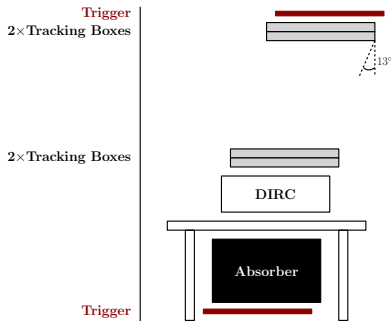 Trigger
2×Tracking Boxes
13°
2×Tracking Boxes
DIRC
Absorber
Trigger